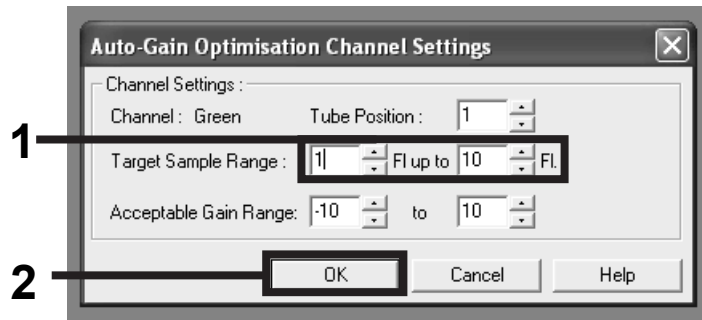 Auto-Gain Optimisation Channel Settings
Channel Settings :
Channel : Green Tube Position : 1
1
Target Sample Range : 1 Fl up to 10 Fl.
Acceptable Gain Range: -10 to 10
2
OK Cancel Help